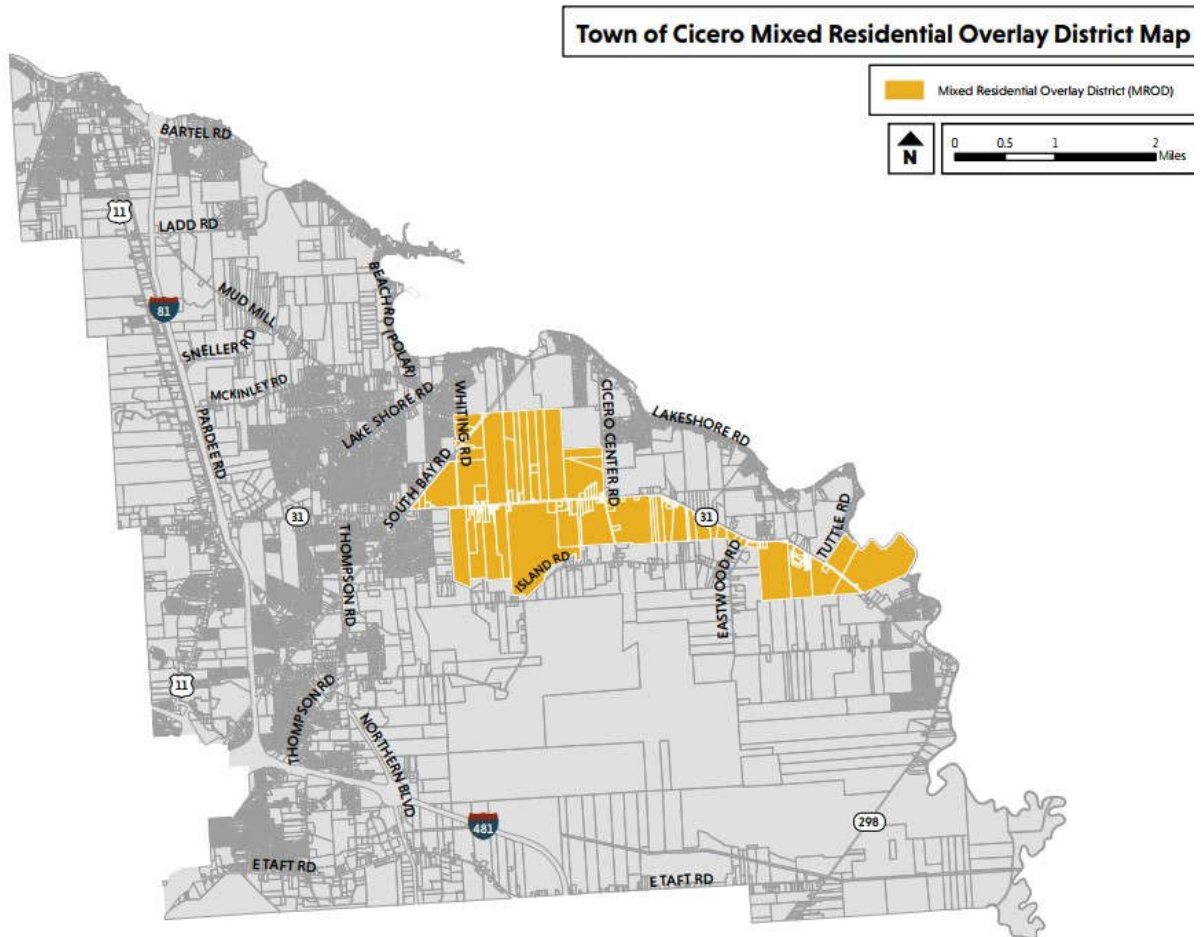 Town of Cicero Mixed Residential Overlay District Map
Mixed Residential Overlay District (MROD)
N
0 0.5 1 2
Miles
BARTEL RD
11
LADD RD
BEACH RD (POLAR)
MUD MILL
81
SNELLER RD
MCKINLEY RD
LAKE SHORE RD
WHITING RD
CICERO CENTER RD
LAKESHORE RD
PARDEE RD
SOUTH BAY RD
31
THOMPSON RD
31
TUTTLE RD
ISLAND RD
EASTWOOD RD
11
THOMPSON RD
NORTHERN BLVD
481
298
E TAFT RD
E TAFT RD